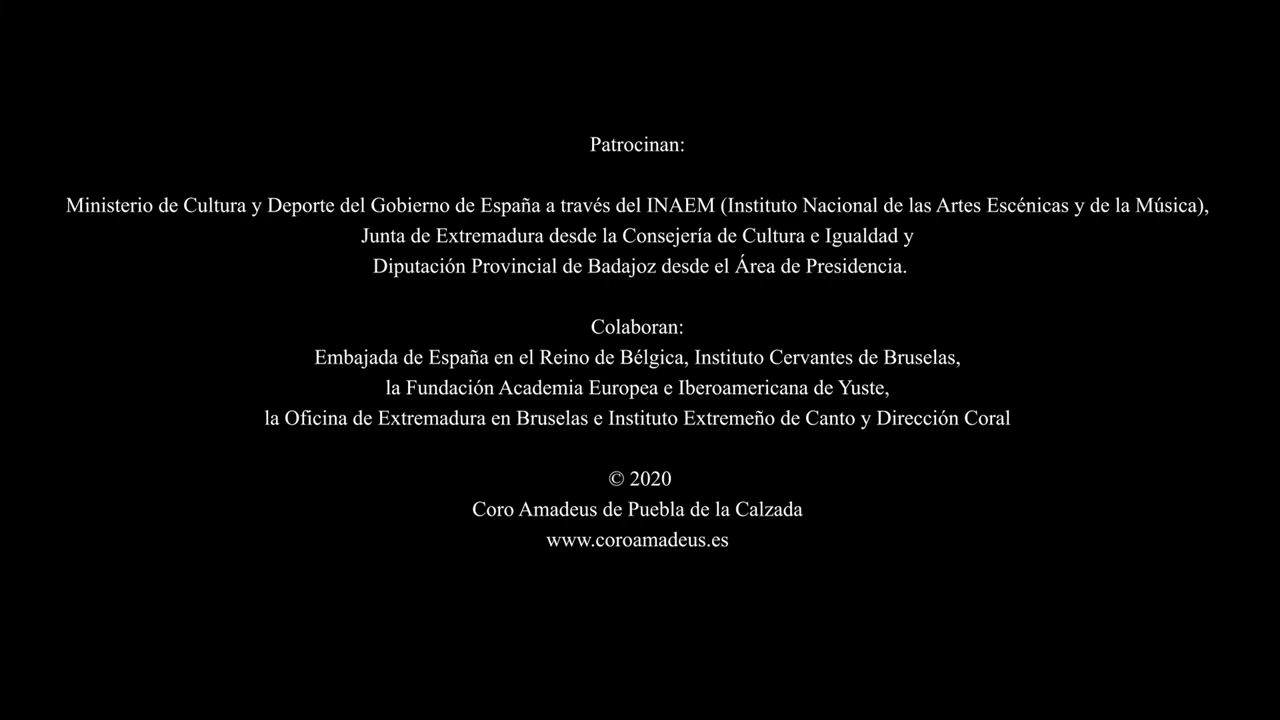 Patrocinan:
Ministerio de Cultura y Deporte del Gobierno de España a través del INAEM (Instituto Nacional de las Artes Escénicas y de la Música),
Junta de Extremadura desde la Consejería de Cultura e Igualdad y
Diputación Provincial de Badajoz desde el Área de Presidencia.
Colaboran:
Embajada de España en el Reino de Bélgica, Instituto Cervantes de Bruselas,
la Fundación Academia Europea e Iberoamericana de Yuste,
la Oficina de Extremadura en Bruselas e Instituto Extremeño de Canto y Dirección Coral
© 2020
Coro Amadeus de Puebla de la Calzada
www.coroamadeus.es